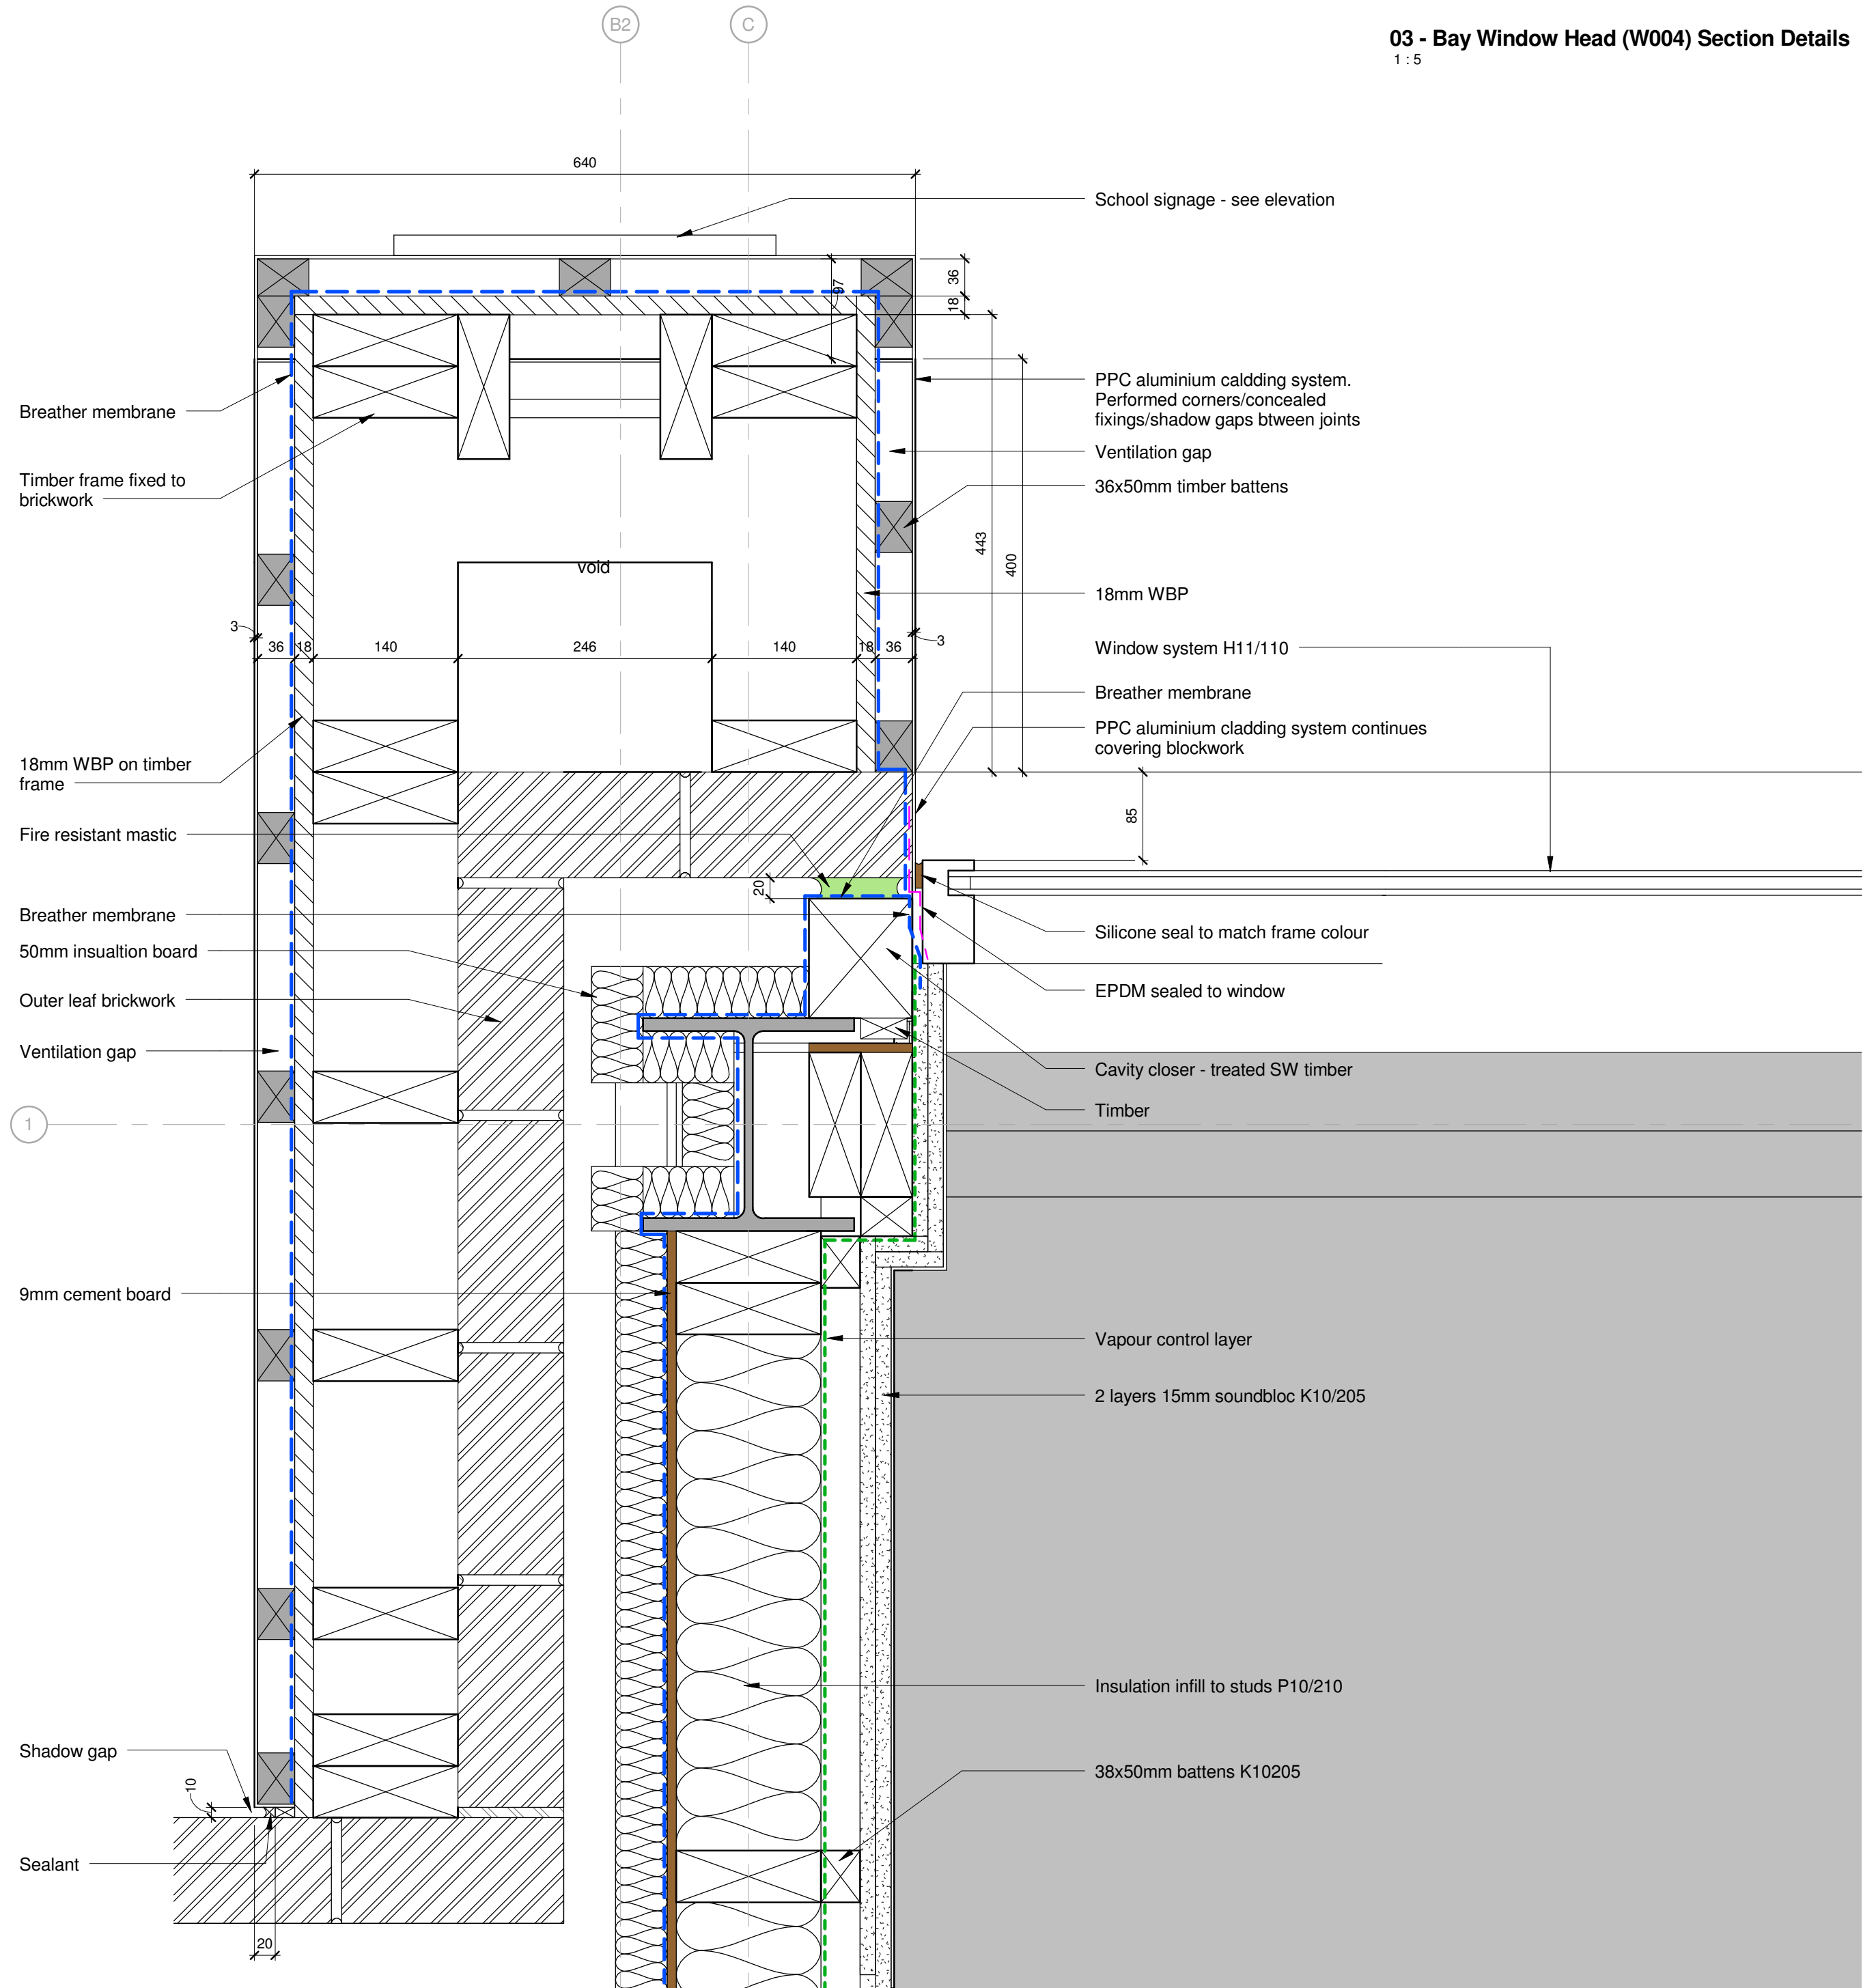 B2
C
03 - Bay Window Head (W004) Section Details
1 : 5
640
School signage - see elevation
97
36
18
PPC aluminium caldding system.
Performed corners/concealed
fixings/shadow gaps btween joints
Breather membrane
Ventilation gap
Timber frame fixed to
brickwork
36x50mm timber battens
443
400
void
18mm WBP
3
36
18
140
246
140
18
36
3
Window system H11/110
Breather membrane
PPC aluminium cladding system continues
covering blockwork
18mm WBP on timber
frame
85
Fire resistant mastic
20
Breather membrane
Silicone seal to match frame colour
50mm insualtion board
EPDM sealed to window
Outer leaf brickwork
Ventilation gap
Cavity closer - treated SW timber
Timber
1
9mm cement board
Vapour control layer
2 layers 15mm soundbloc K10/205
Insulation infill to studs P10/210
Shadow gap
38x50mm battens K10205
10
Sealant
20